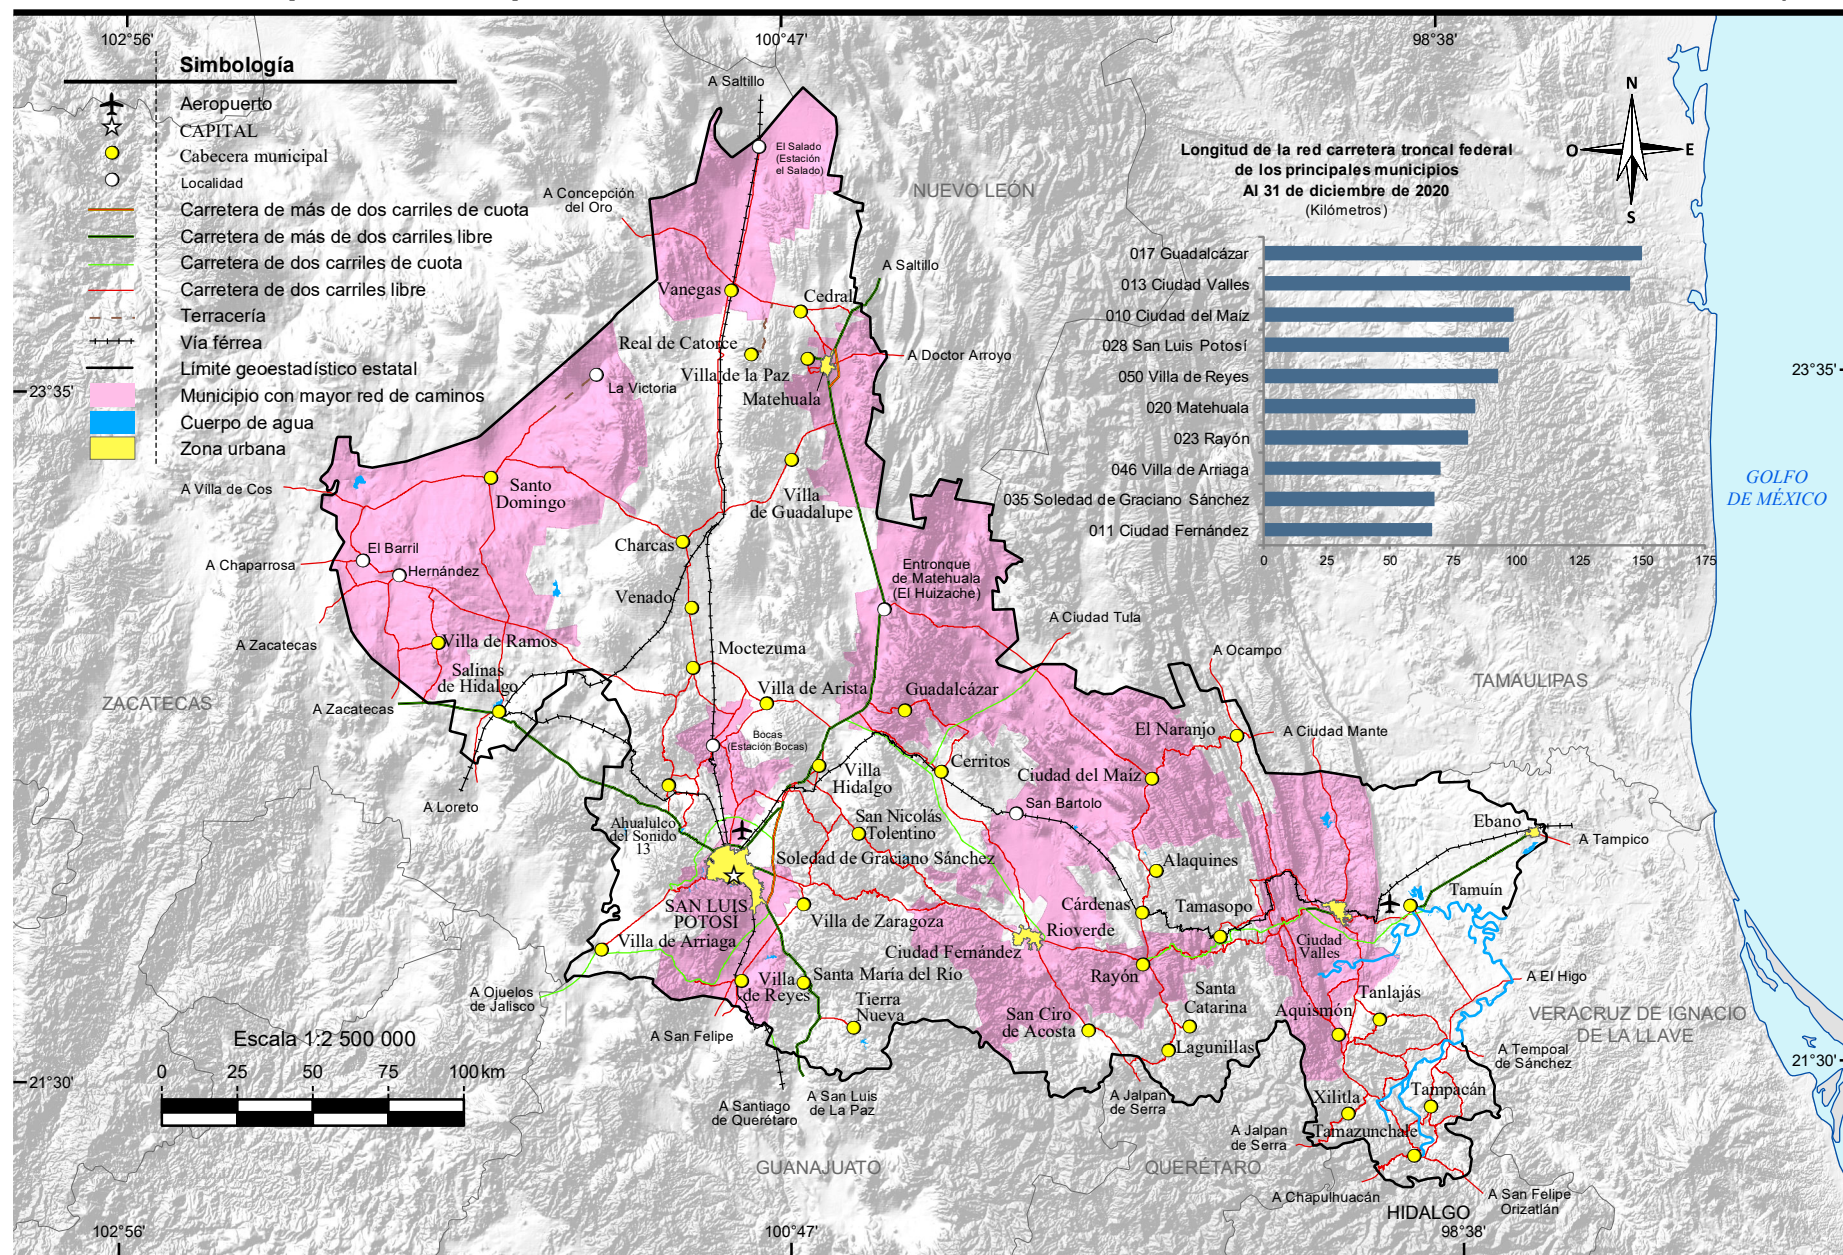 102°56'
100°47'
98°38'
Simbología
Aeropuerto
CAPITAL
Cabecera municipal
Localidad
Carretera de más de dos carriles de cuota
Carretera de más de dos carriles libre
Carretera de dos carriles de cuota
Carretera de dos carriles libre
Terracería
Vía férrea
Límite geoestadístico estatal
Municipio con mayor red de caminos
Cuerpo de agua
Zona urbana
Longitud de la red carretera troncal federal
de los principales municipios
Al 31 de diciembre de 2020
(Kilómetros)
N
O
E
S
017 Guadalcázar
013 Ciudad Valles
010 Ciudad del Maíz
028 San Luis Potosí
050 Villa de Reyes
020 Matehuala
023 Rayón
046 Villa de Arriaga
035 Soledad de Graciano Sánchez
011 Ciudad Fernández
0 25 50 75 100 125 150 175
A Saltillo
El Salado
(Estación
el Salado)
A Concepción
del Oro
NUEVO LEÓN
A Saltillo
Vanegas
Cedral
Real de Catorce
A Doctor Arroyo
Villa de la Paz
La Victoria
Matehuala
23°35'
23°35'
GOLFO
DE MÉXICO
A Villa de Cos
Santo
Domingo
Villa
de Guadalupe
Charcas
El Barril
Hernández
A Chaparrosa
Entronque
de Matehuala
(El Huizache)
Venado
A Ciudad Tula
A Zacatecas
Villa de Ramos
Moctezuma
A Ocampo
Salinas
de Hidalgo
Villa de Arista
Guadalcázar
TAMAULIPAS
ZACATECAS
A Zacatecas
Bocas
(Estación Bocas)
El Naranjo
A Ciudad Mante
Cerritos
Villa
Hidalgo
Ciudad del Maíz
A Loreto
San Bartolo
Ahualulco
del Sonido
13
San Nicolás
Tolentino
Ebano
A Tampico
Soledad de Graciano Sánchez
Alaquines
Tamuín
SAN LUIS
POTOSÍ
Villa de Zaragoza
Cárdenas
Tamasopo
Rioverde
Villa de Arriaga
Ciudad Fernández
Ciudad
Valles
Rayón
Villa
de Reyes
Santa María del Río
A El Higo
A Ojuelos
de Jalisco
Tierra
Nueva
Santa
Catarina
Tanlajás
San Ciro
de Acosta
Aquismón
VERACRUZ DE IGNACIO
DE LA LLAVE
A San Felipe
Lagunillas
A Tempoal
de Sánchez
Escala 1:2 500 000
0 25 50 75 100 km
21°30'
21°30'
A Santiago
de Querétaro
A San Luis
de La Paz
A Jalpan
de Serra
Xilitla
Tampacán
A Jalpan
de Serra
Tamazunchale
GUANAJUATO
QUERÉTARO
A Chapulhuacán
A San Felipe
Orizatlán
HIDALGO
102°56'
100°47'
98°38'